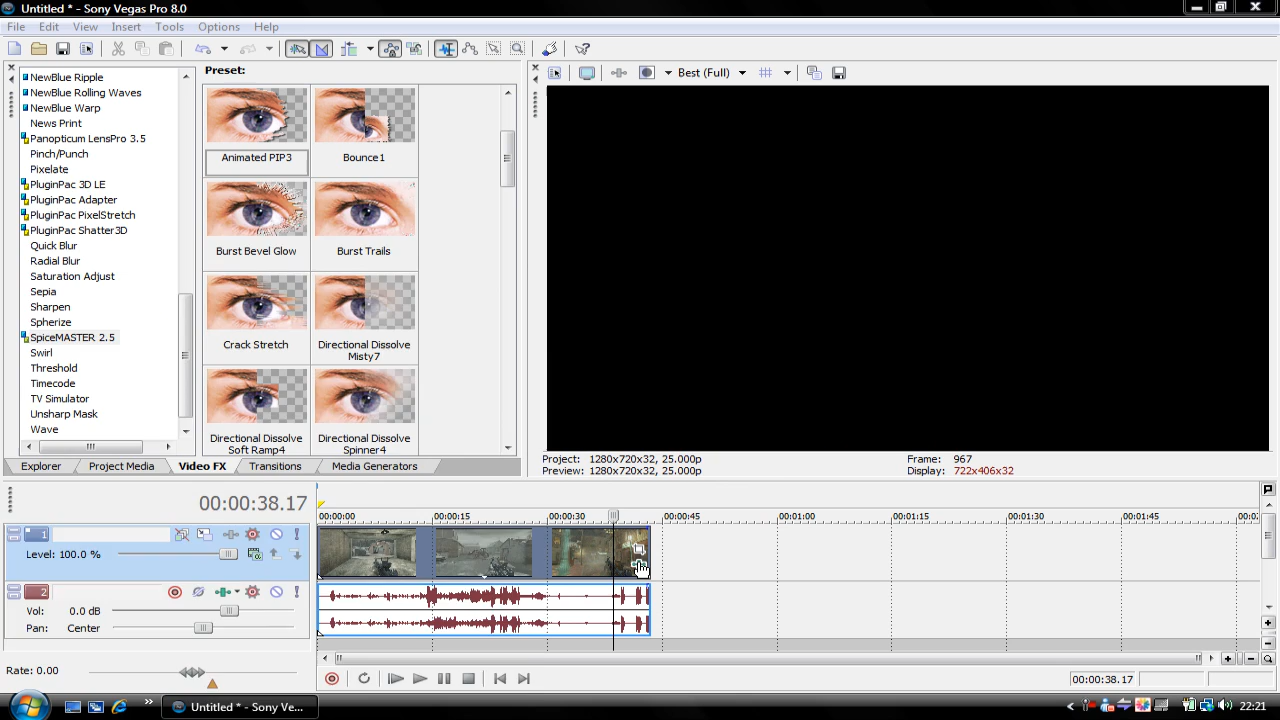 Untitled * - Sony Vegas Pro 8.0
File Edit View Insert Tools Options Help
NewBlue Ripple
NewBlue Rolling Waves
NewBlue Warp
News Print
Panopticum LensPro 3.5
Pinch/Punch
Pixelate
PluginPac 3D LE
PluginPac Adapter
PluginPac PixelStretch
PluginPac Shatter3D
Quick Blur
Radial Blur
Saturation Adjust
Sepia
Sharpen
Spherize
SpiceMASTER 2.5
Swirl
Threshold
Timecode
TV Simulator
Unsharp Mask
Wave
Preset:
Animated PIP3
Bounce1
Burst Bevel Glow
Burst Trails
Crack Stretch
Directional Dissolve
Misty7
Directional Dissolve
Soft Ramp4
Directional Dissolve
Spinner4
Explorer Project Media Video FX Transitions Media Generators
Best (Full)
Project: 1280x720x32, 25.000p
Frame: 967
Preview: 1280x720x32, 25.000p
Display: 722x406x32
00:00:38.17
00:00:00 00:00:15 00:00:30 00:00:45 00:01:00 00:01:15 00:01:30 00:01:45 00:02:
1
Level: 100.0 %
2
Vol: 0.0 dB
Pan: Center
Rate: 0.00
00:00:38.17
Untitled * - Sony Ve...
22:21